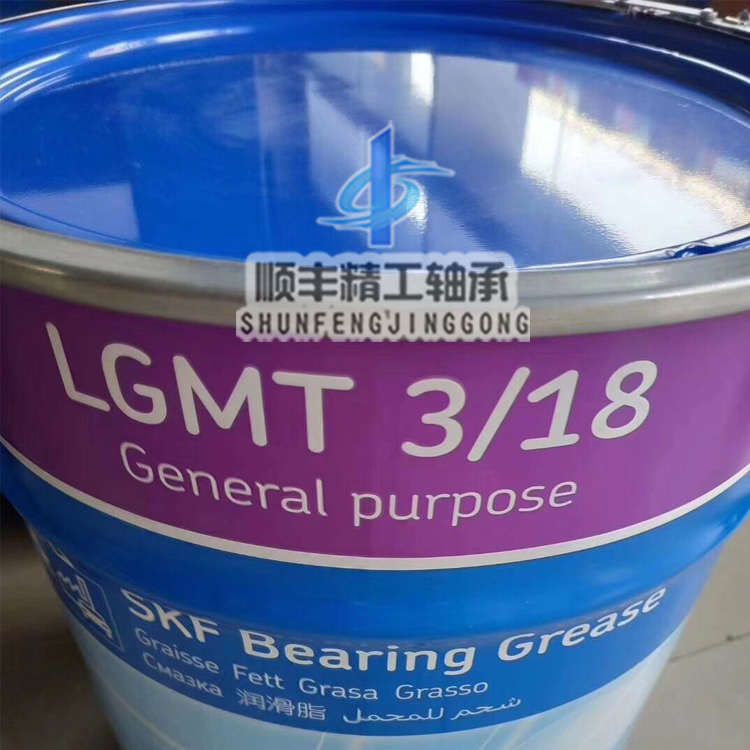 顺丰精工轴承
SHUNFENGJINGGONG
LGMT 3/18
General purpose
SKF Bearing Grease
Graisse Fett Grasa Grasso
Смазка 润滑脂 شحم للمحمل